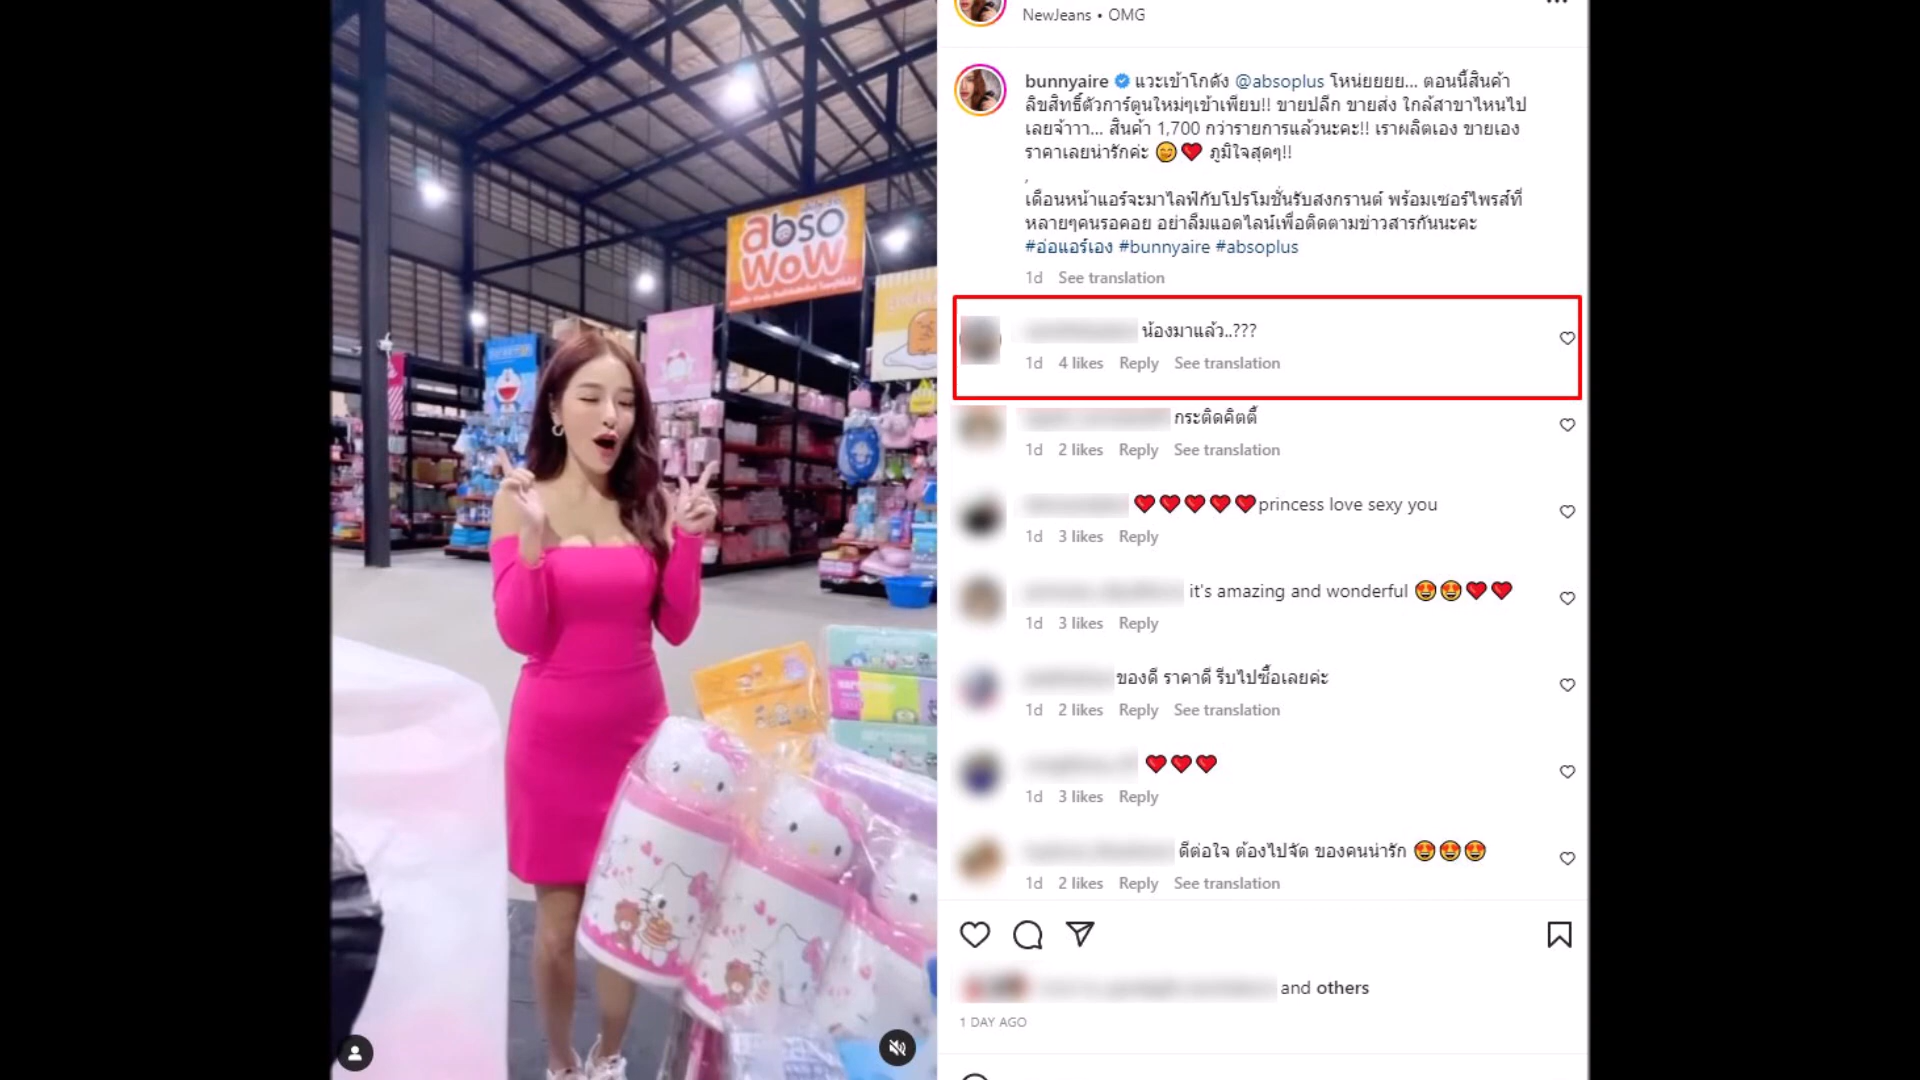 NewJeans • OMG
bunnyaire แวะเข้าโกดัง @absoplus โหน่ยยยย... ตอนนี้สินค้า
ลิขสิทธิ์ตัวการ์ตูนใหม่ๆเข้าเพียบ!! ขายปลีก ขายส่ง ใกล้สาขาไหนไป
เลยจ้าาา... สินค้า 1,700 กว่ารายการแล้วนะคะ!! เราผลิตเอง ขายเอง
ราคาเลยน่ารักค่ะ 😋❤️ ภูมิใจสุดๆ!!
,
เดือนหน้าแอร์จะมาไลฟ์กับโปรโมชั่นรับสงกรานต์ พร้อมเซอร์ไพรส์ที่
หลายๆคนรอคอย อย่าลืมแอดไลน์เพื่อติดตามข่าวสารกันนะคะ
#อ่อแอร์เอง #bunnyaire #absoplus
1d See translation
น้องมาแล้ว..???
1d 4 likes Reply See translation
กระติดคิตตี้
1d 2 likes Reply See translation
❤️❤️❤️❤️❤️princess love sexy you
1d 3 likes Reply
it's amazing and wonderful 😍😍❤️❤️
1d 3 likes Reply
ของดี ราคาดี รีบไปซื้อเลยค่ะ
1d 2 likes Reply See translation
❤️❤️❤️
1d 3 likes Reply
ดีต่อใจ ต้องไปจัด ของคนน่ารัก 😍😍😍
1d 2 likes Reply See translation
and others
1 DAY AGO
abso
WOW